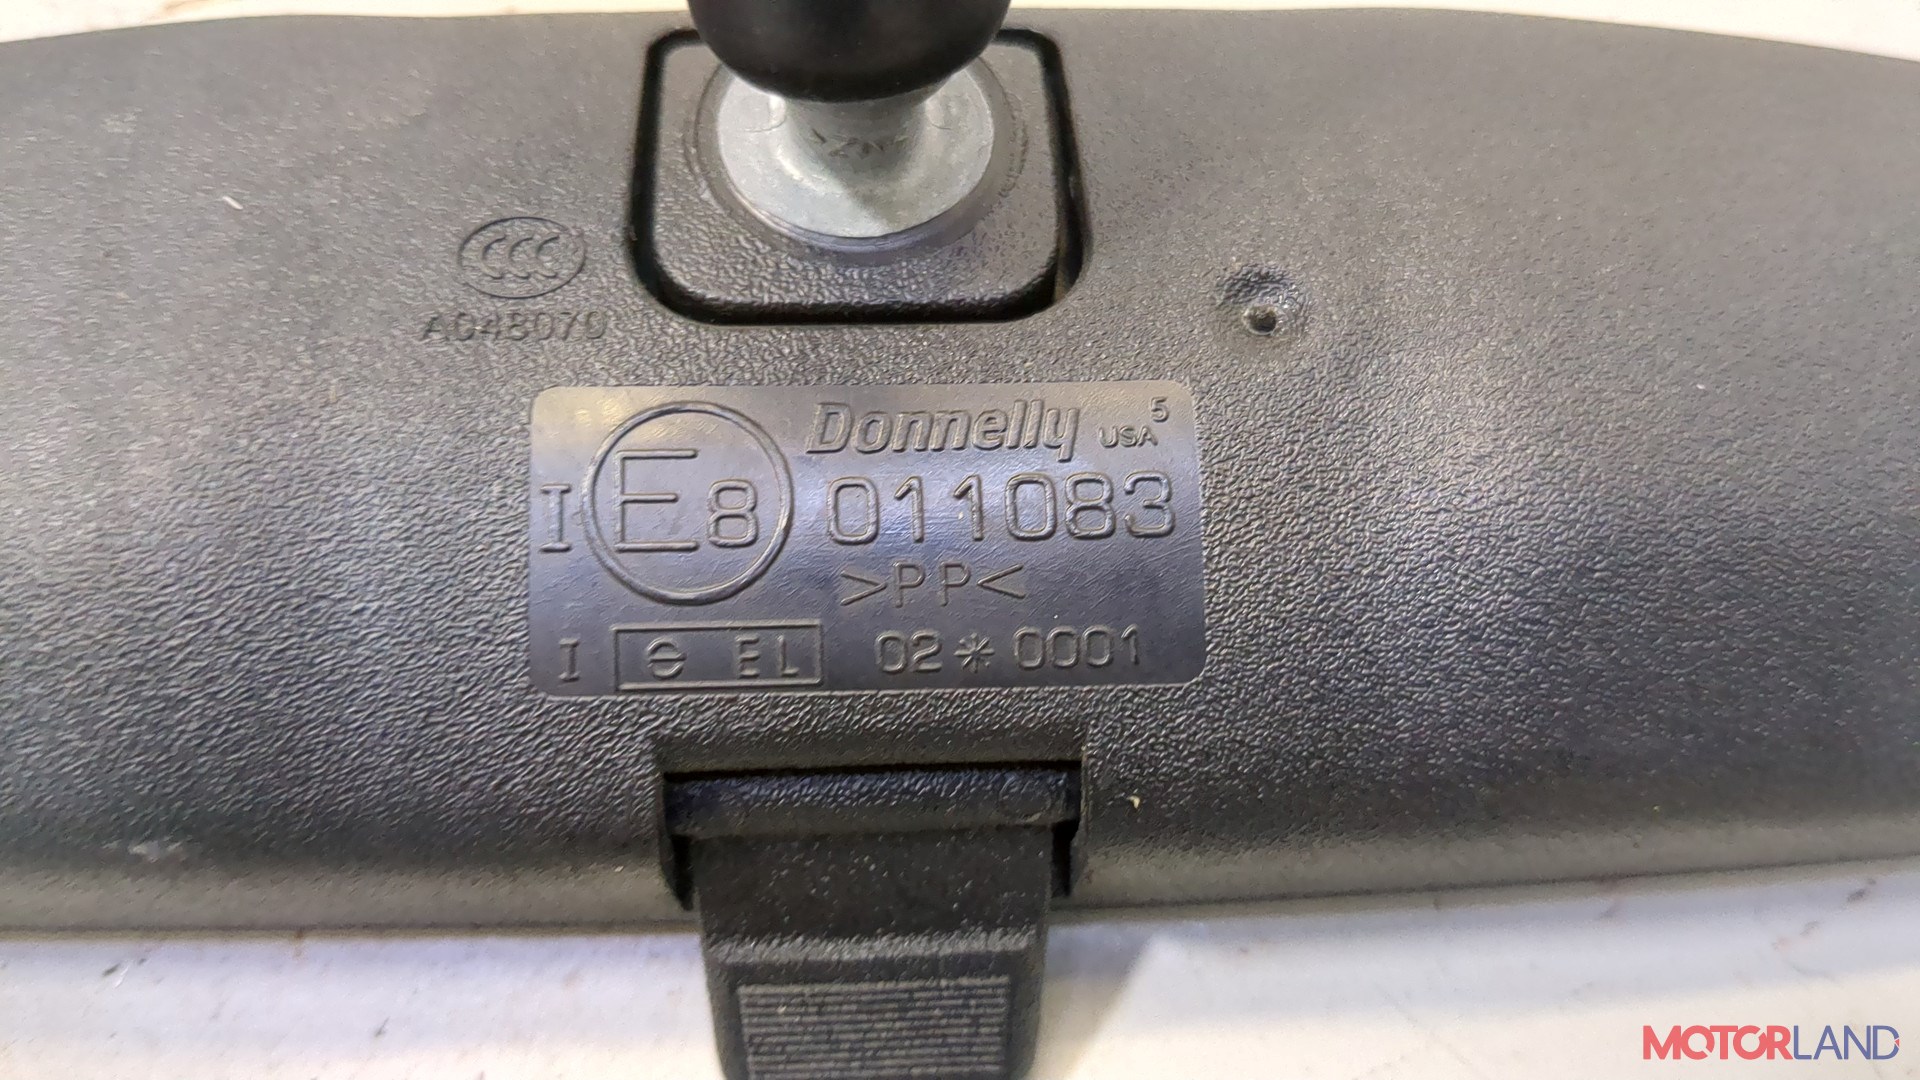 CCC
A048070
Donnelly USA 5
I E8 011083
>PP<
I e EL 02*0001
MOTORLAND